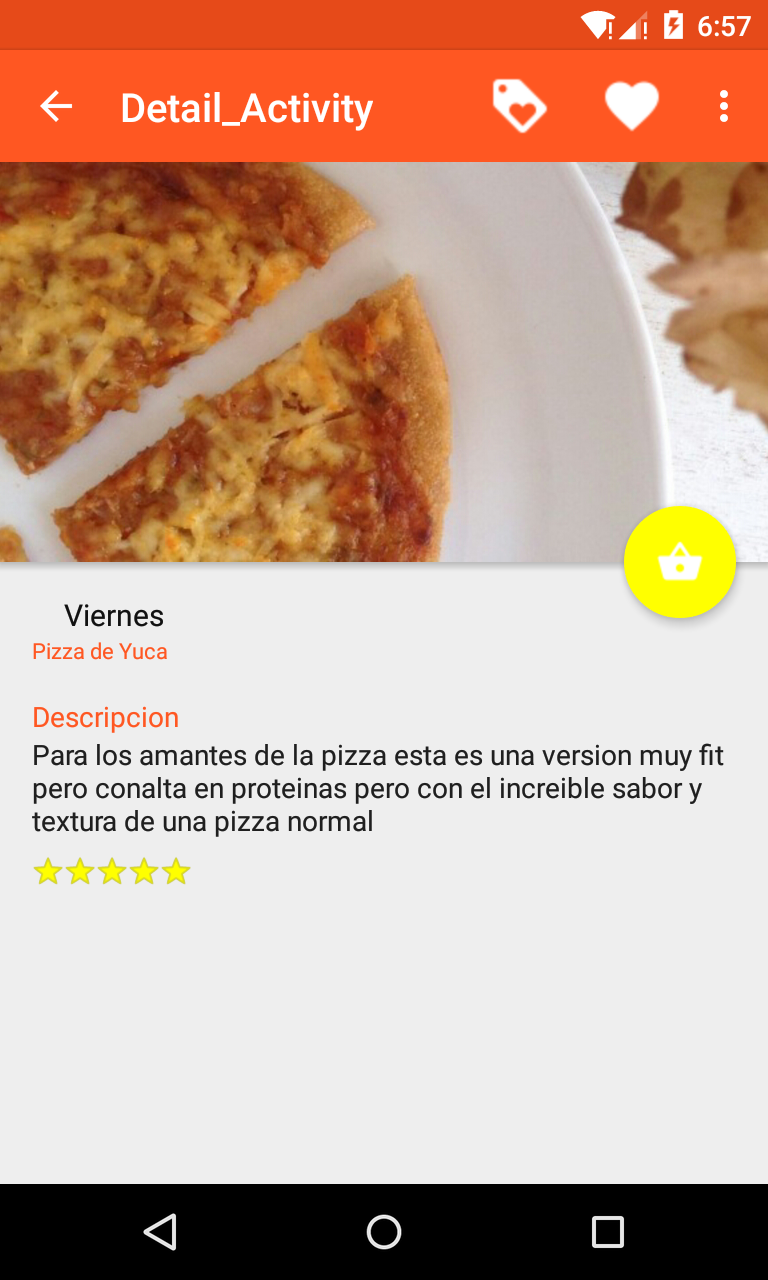 6:57
Detail_Activity
Viernes
Pizza de Yuca
Descripcion
Para los amantes de la pizza esta es una version muy fit
pero conalta en proteinas pero con el increible sabor y
textura de una pizza normal